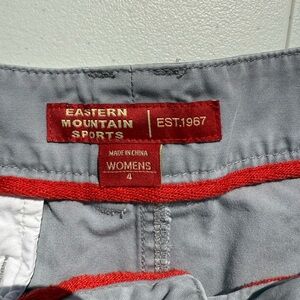 EASTERN
MOUNTAIN
SPORTS
EST.1967
MADE IN CHINA
WOMENS
4